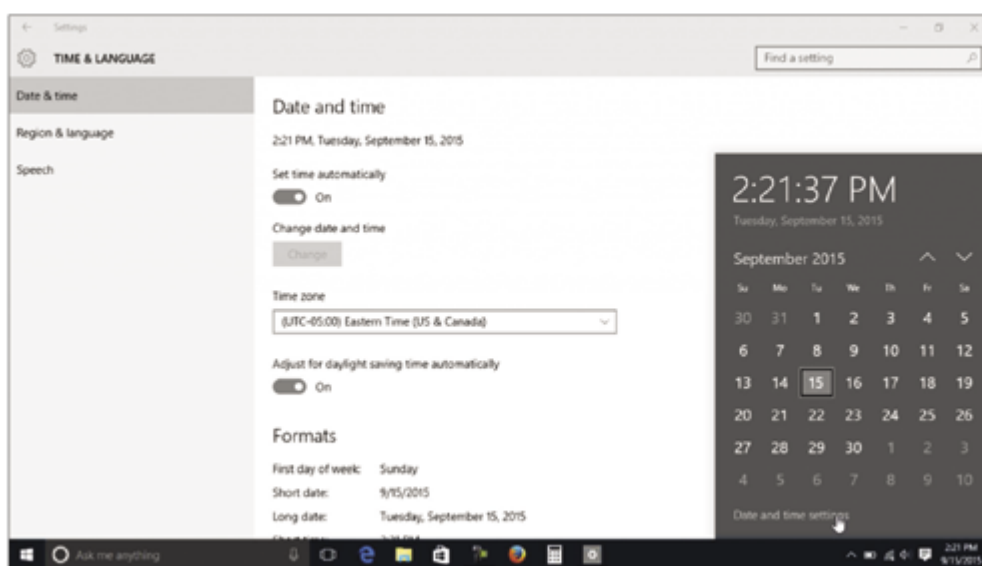 Settings
TIME & LANGUAGE
Find a setting
Date & time
Region & language
Speech
Date and time
2:21 PM, Tuesday, September 15, 2015
Set time automatically
On
Change date and time
Change
Time zone
(UTC-05:00) Eastern Time (US & Canada)
Adjust for daylight saving time automatically
On
Formats
First day of week: Sunday
Short date: 9/15/2015
Long date: Tuesday, September 15, 2015
2:21:37 PM
Tuesday, September 15, 2015
September 2015
Su Mo Tu We Th Fr Sa
30 31 1 2 3 4 5
6 7 8 9 10 11 12
13 14 15 16 17 18 19
20 21 22 23 24 25 26
27 28 29 30 1 2 3
4 5 6 7 8 9 10
Date and time settings
Ask me anything
2:21 PM
9/15/2015